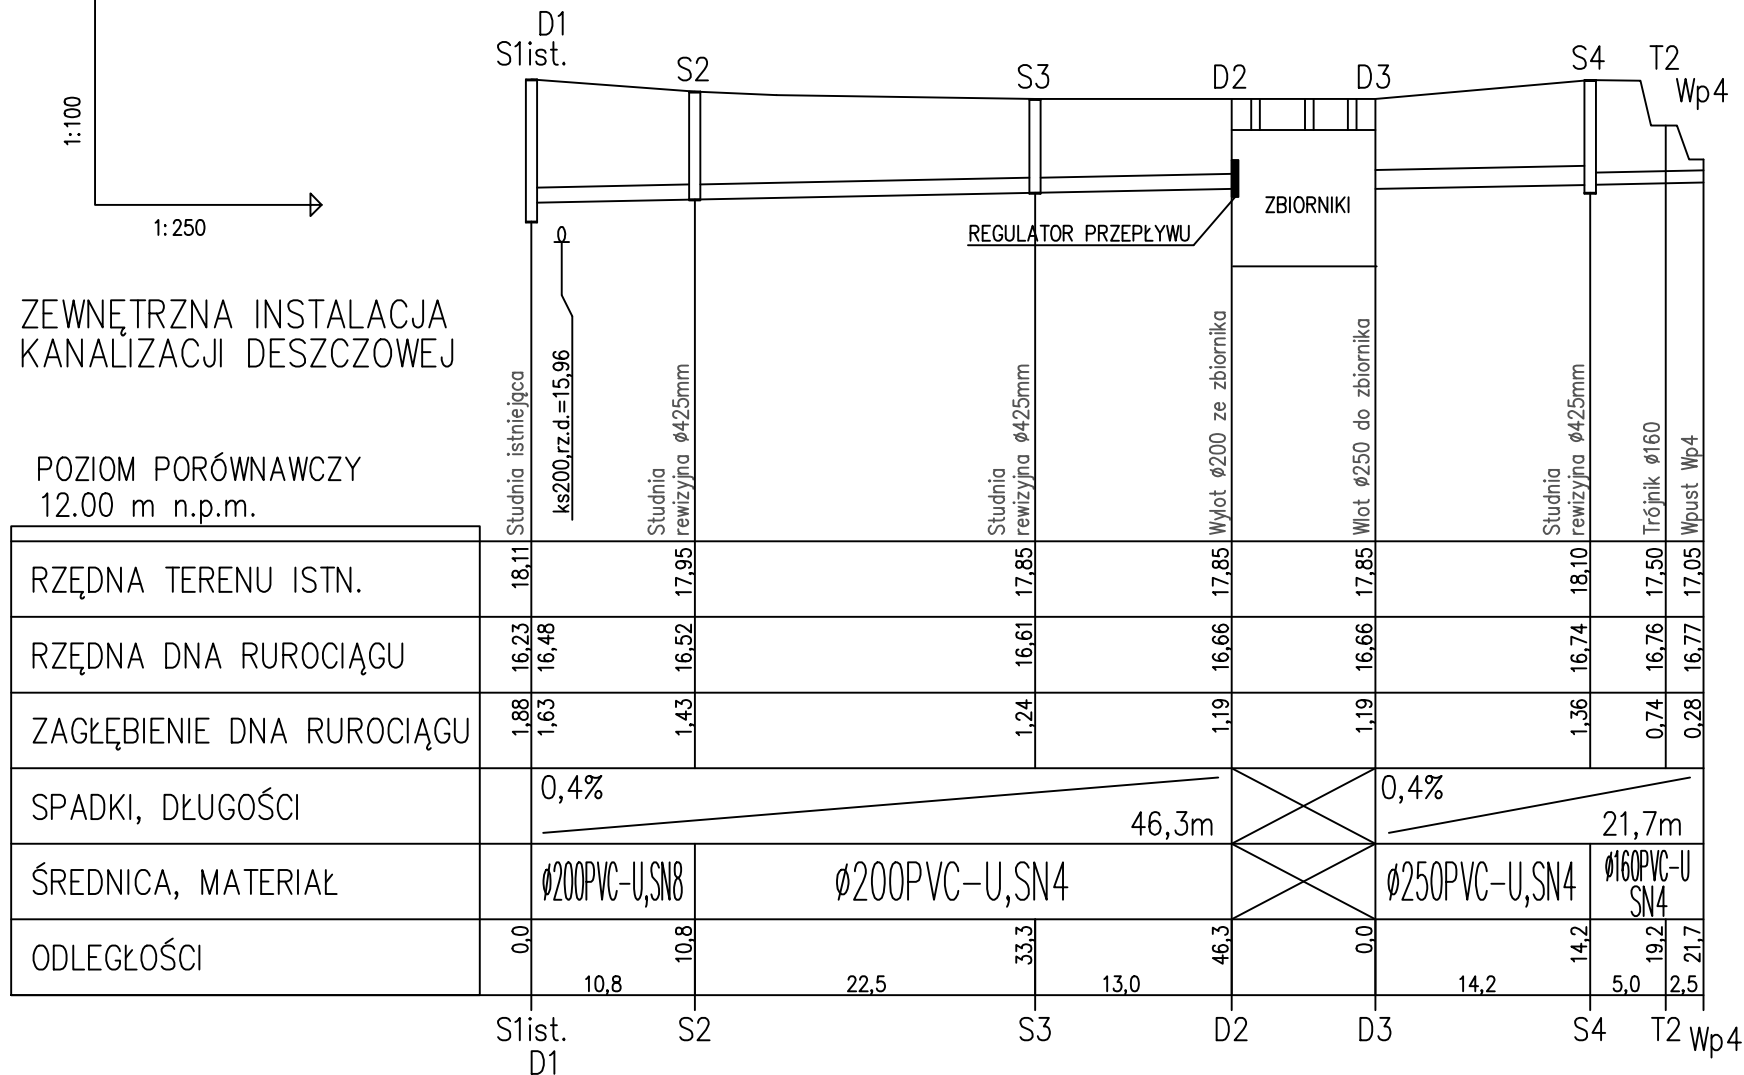 D1
S1ist.
S2
S3
D2
D3
S4
T2
Wp4
1:100
1:250
ZBIORNIKI
REGULATOR PRZEPŁYWU
ZEWNĘTRZNA INSTALACJA
KANALIZACJI DESZCZOWEJ
POZIOM PORÓWNAWCZY
12.00 m n.p.m.
Studnia istniejąca
ks200,rz.d.=15,96
Studnia
rewizyjna ø425mm
Studnia
rewizyjna ø425mm
Wylot ø200 ze zbiornika
Wlot ø250 do zbiornika
Studnia
rewizyjna ø425mm
Trójnik ø160
Wpust Wp4
RZĘDNA TERENU ISTN. 18,11 17,95 17,85 17,85 17,85 18,10 17,50 17,05
RZĘDNA DNA RUROCIĄGU 16,23 16,48 16,52 16,61 16,66 16,66 16,74 16,76 16,77
ZAGŁĘBIENIE DNA RUROCIĄGU 1,88 1,63 1,43 1,24 1,19 1,19 1,36 0,74 0,28
SPADKI, DŁUGOŚCI 0,4% 46,3m 0,4% 21,7m
ŚREDNICA, MATERIAŁ ø200PVC-U,SN8 ø200PVC-U,SN4 ø250PVC-U,SN4 ø160PVC-U
SN4
ODLEGŁOŚCI 0,0 10,8 33,3 46,3 0,0 14,2 19,2 21,7
10,8 22,5 13,0 14,2 5,0 2,5
S1ist.
D1
S2
S3
D2
D3
S4
T2
Wp4